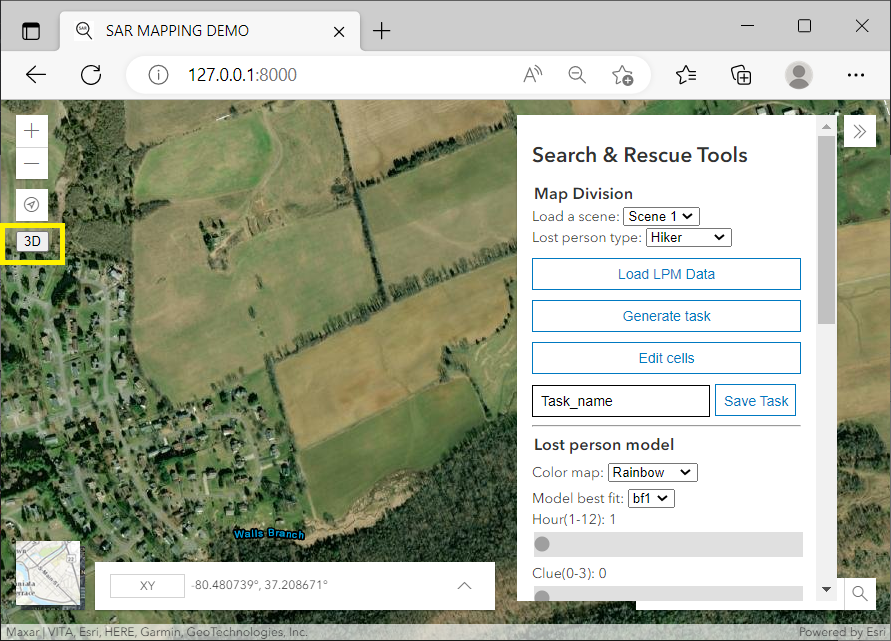 SAR MAPPING DEMO
127.0.0.1:8000
3D
Search & Rescue Tools
Map Division
Load a scene: Scene 1
Lost person type: Hiker
Load LPM Data
Generate task
Edit cells
Task_name Save Task
Lost person model
Color map: Rainbow
Model best fit: bf1
Hour(1-12): 1
Clue(0-3): 0
Walls Branch
XY -80.480739°, 37.208671°
Maxar | VITA, Esri, HERE, Garmin, GeoTechnologies, Inc. Powered by Esri